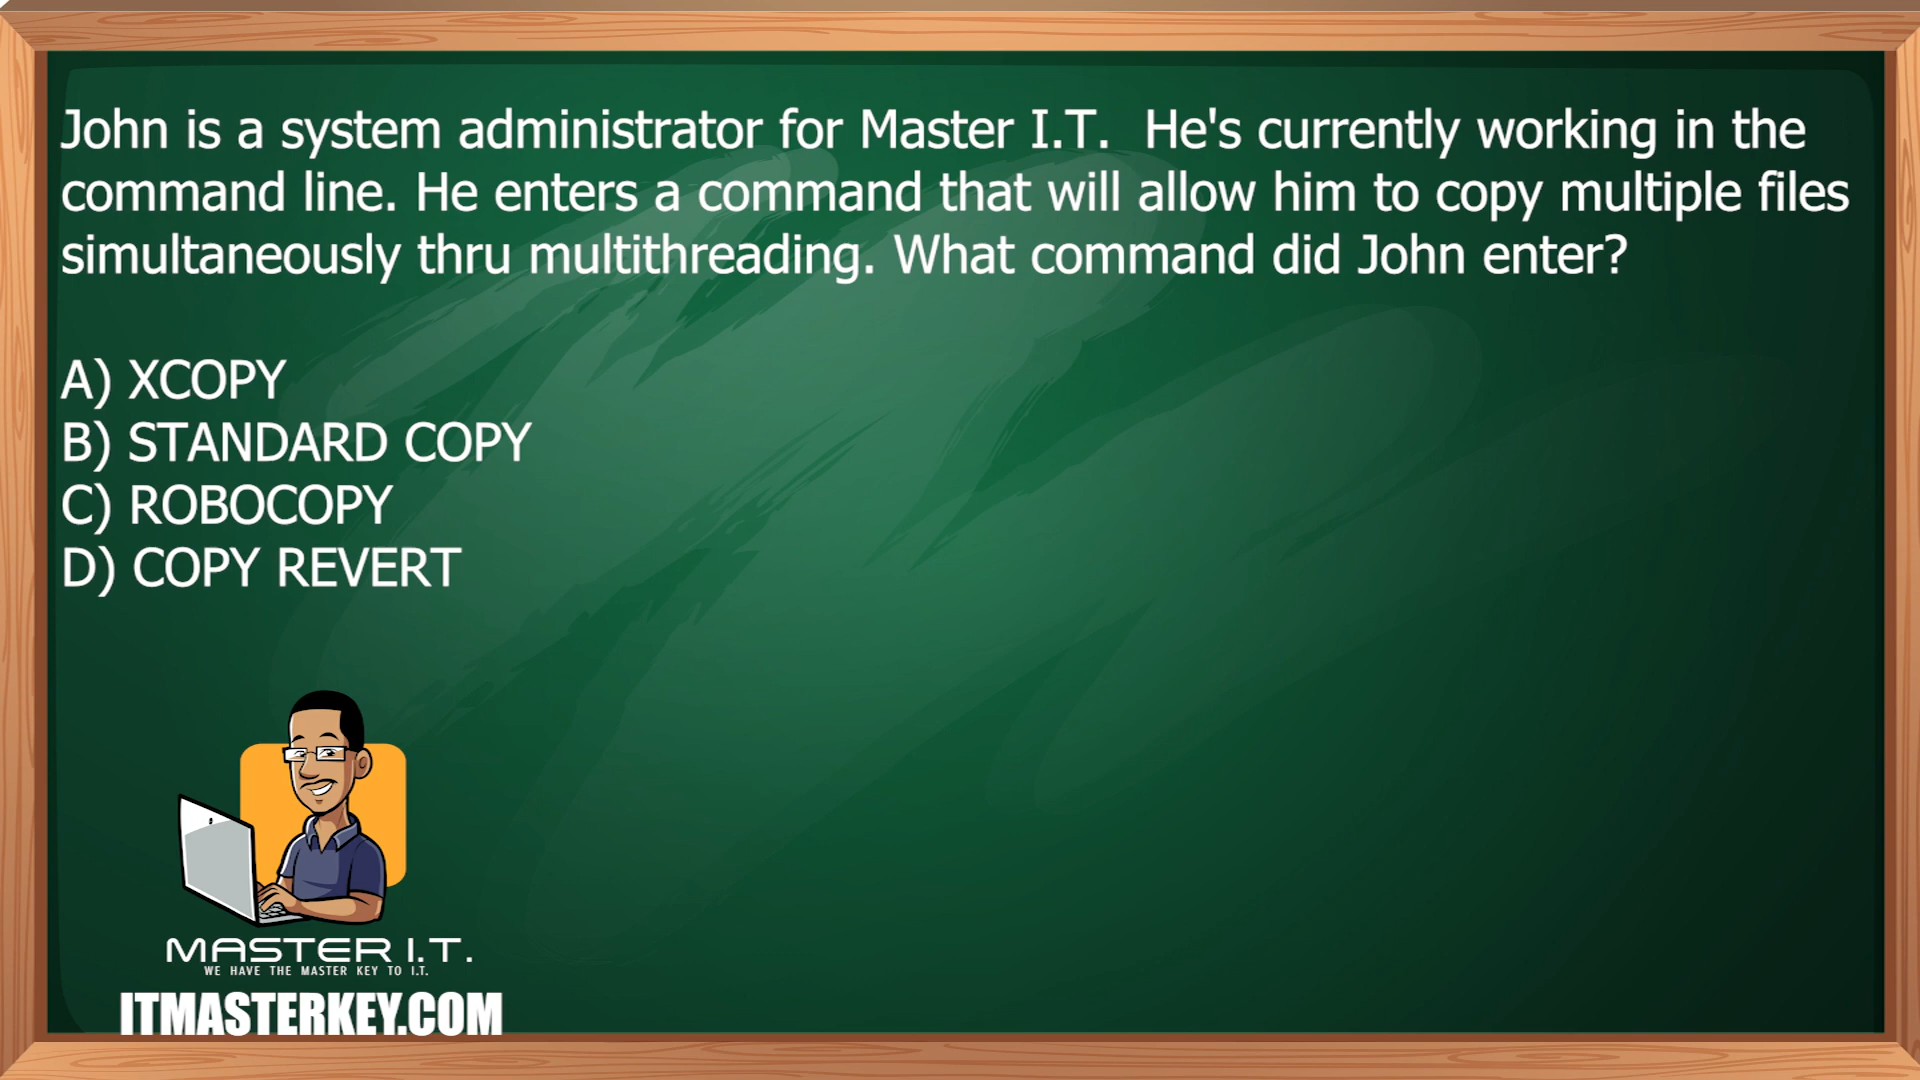 John is a system administrator for Master I.T.  He's currently working in the
command line. He enters a command that will allow him to copy multiple files
simultaneously thru multithreading. What command did John enter?
A) XCOPY
B) STANDARD COPY
C) ROBOCOPY
D) COPY REVERT
MASTER I.T.
WE HAVE THE MASTER KEY TO I.T.
ITMASTERKEY.COM